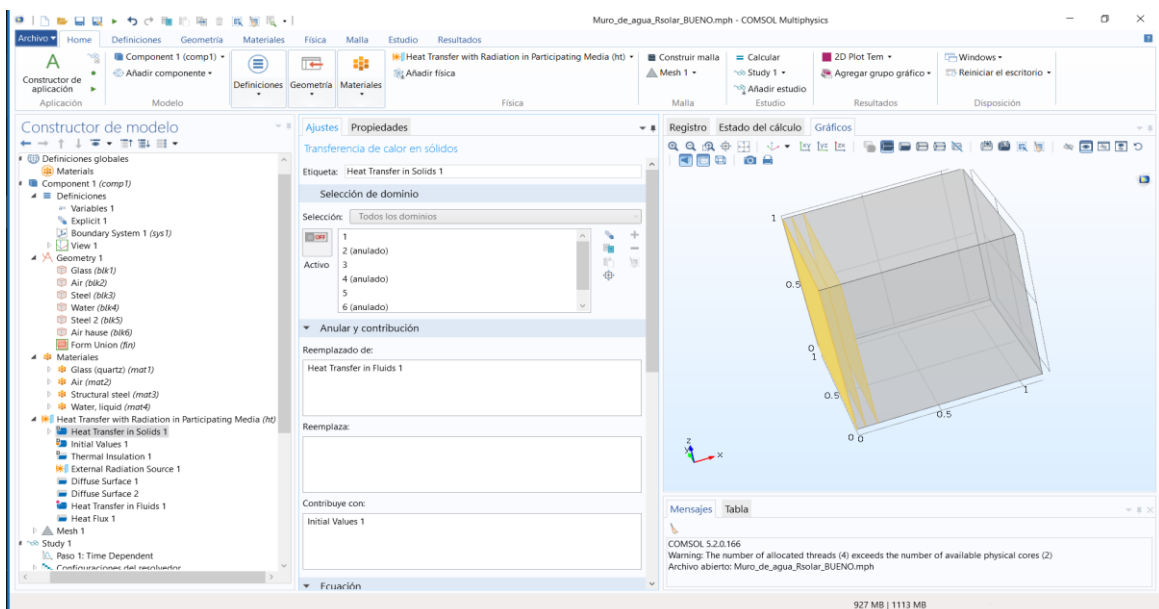 Muro_de_agua_Rsolar_BUENO.mph - COMSOL Multiphysics
Archivo Home Definiciones Geometría Materiales Física Malla Estudio Resultados
A Component 1 (comp1) Heat Transfer with Radiation in Participating Media (ht) Construir malla = Calcular 2D Plot Tem Windows
Constructor de aplicación Añadir componente Definiciones Geometría Materiales Añadir física Mesh 1 Study 1 Agregar grupo gráfico Reiniciar el escritorio
Añadir estudio
Aplicación Modelo Física Malla Estudio Resultados Disposición
Constructor de modelo
Definiciones globales
Materials
Component 1 (comp1)
Definiciones
Variables 1
Explicit 1
Boundary System 1 (sys1)
View 1
Geometry 1
Glass (blk1)
Air (blk2)
Steel (blk3)
Water (blk4)
Steel 2 (blk5)
Air hause (blk6)
Form Union (fin)
Materiales
Glass (quartz) (mat1)
Air (mat2)
Structural steel (mat3)
Water, liquid (mat4)
Heat Transfer with Radiation in Participating Media (ht)
Heat Transfer in Solids 1
Initial Values 1
Thermal Insulation 1
External Radiation Source 1
Diffuse Surface 1
Diffuse Surface 2
Heat Transfer in Fluids 1
Heat Flux 1
Mesh 1
Study 1
Paso 1: Time Dependent
Configuraciones del resolvedor
Ajustes Propiedades
Transferencia de calor en sólidos
Etiqueta: Heat Transfer in Solids 1
Selección de dominio
Selección: Todos los dominios
OFF
Activo
1
2 (anulado)
3
4 (anulado)
5
6 (anulado)
Anular y contribución
Reemplazado de:
Heat Transfer in Fluids 1
Reemplaza:
Contribuye con:
Initial Values 1
Ecuación
Registro Estado del cálculo Gráficos
xy yz zx
1
0.5
0
1
0.5
0 0
0.5
1
z
y x
Mensajes Tabla
COMSOL 5.2.0.166
Warning: The number of allocated threads (4) exceeds the number of available physical cores (2)
Archivo abierto: Muro_de_agua_Rsolar_BUENO.mph
927 MB | 1113 MB